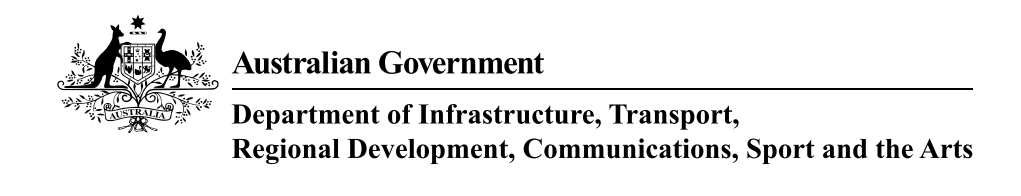 Australian Government
Department of Infrastructure, Transport,
Regional Development, Communications, Sport and the Arts
AUSTRALIA